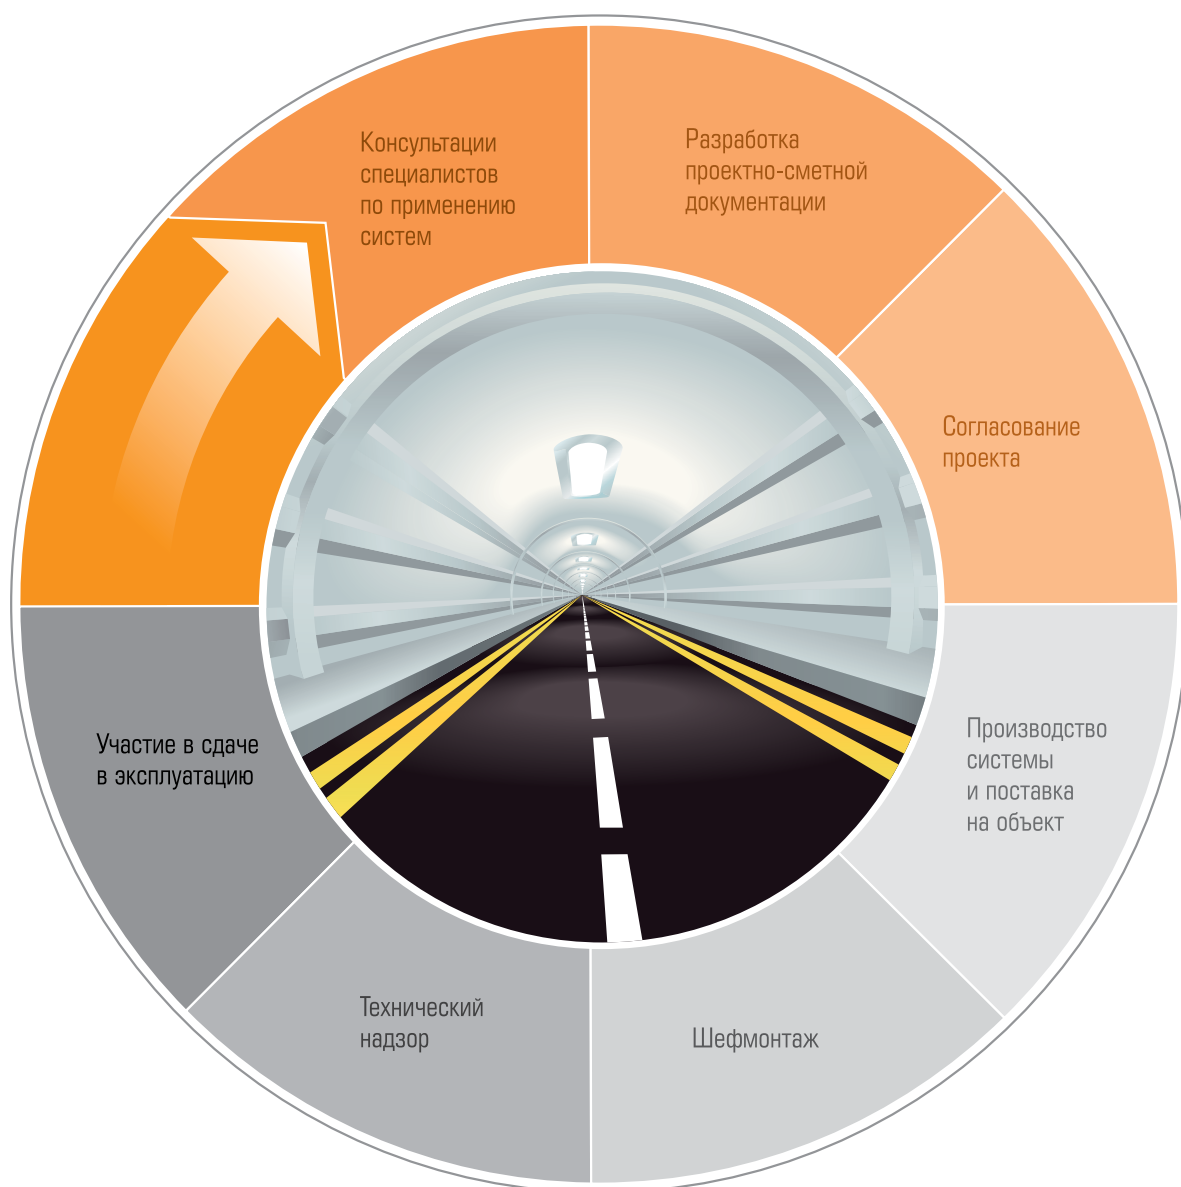 Консультации
специалистов
по применению
систем
Разработка
проектно-сметной
документации
Согласование
проекта
Производство
системы
и поставка
на объект
Шефмонтаж
Технический
надзор
Участие в сдаче
в эксплуатацию